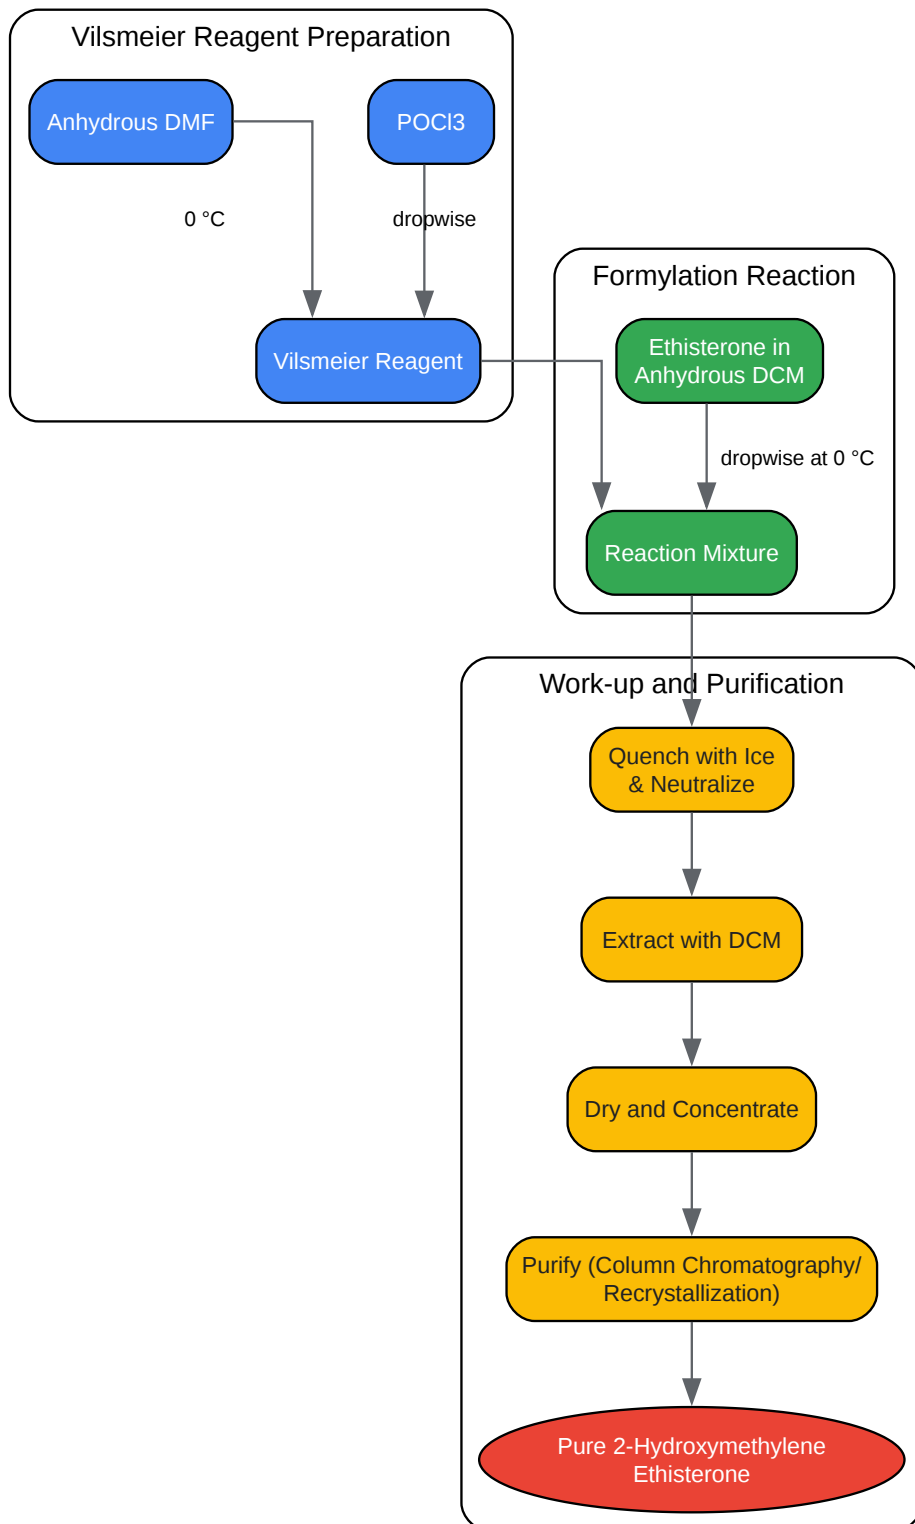 Vilsmeier Reagent Preparation
Anhydrous DMF
POCl3
0 °C
dropwise
Vilsmeier Reagent
Formylation Reaction
Ethisterone in
Anhydrous DCM
dropwise at 0 °C
Reaction Mixture
Work-up and Purification
Quench with Ice
& Neutralize
Extract with DCM
Dry and Concentrate
Purify (Column Chromatography/
Recrystallization)
Pure 2-Hydroxymethylene
Ethisterone